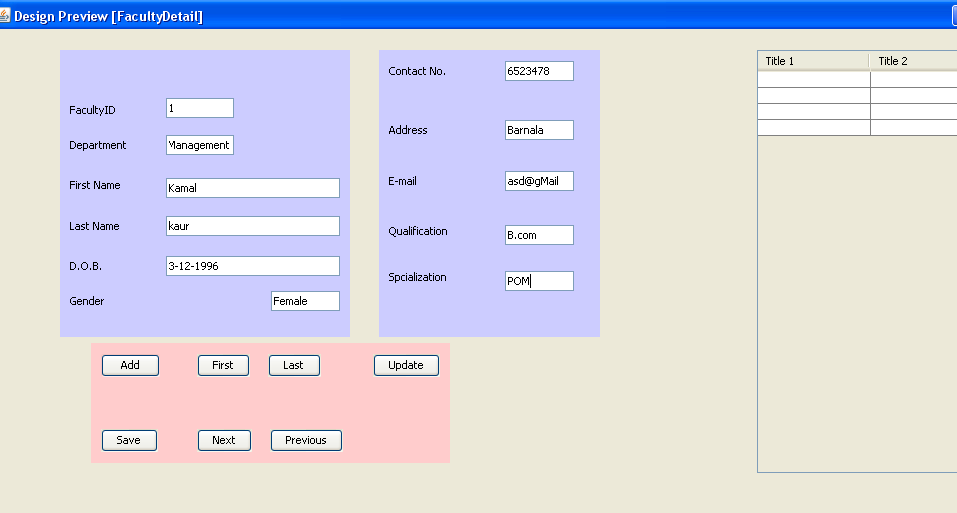 Design Preview [FacultyDetail]
FacultyID 1
Department Management
First Name Kamal
Last Name kaur
D.O.B. 3-12-1996
Gender Female
Contact No. 6523478
Address Barnala
E-mail asd@gMail
Qualification B.com
Spcialization POM
Title 1 Title 2
Add First Last Update
Save Next Previous